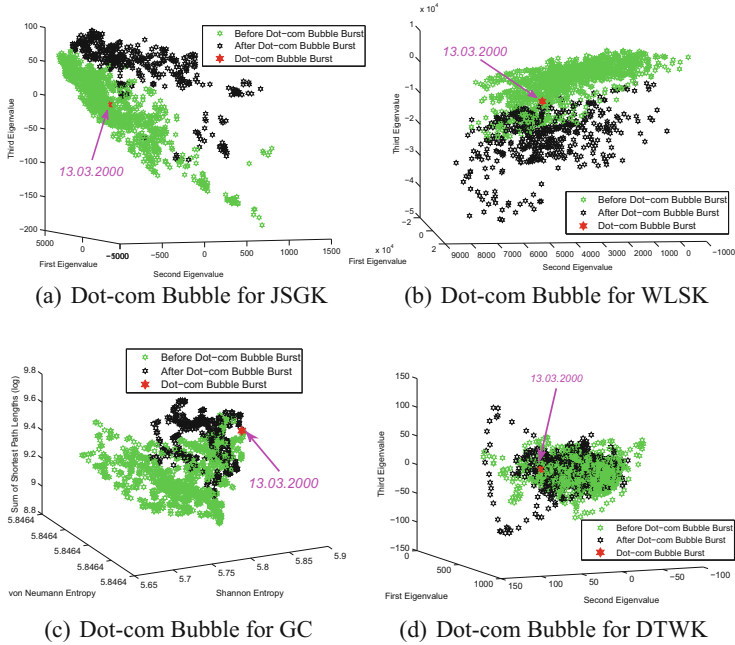 100
50
0
−50
−100
−150
−200
Third Eigenvalue
5000
0
−5000
−1000
−500
0
500
1000
1500
First Eigenvalue
Second Eigenvalue
Before Dot−com Bubble Burst
After Dot−com Bubble Burst
Dot−com Bubble Burst
13.03.2000
(a) Dot-com Bubble for JSGK
x 10⁴
1
0
−1
−2
−3
−4
−5
Third Eigenvalue
x 10⁴
0
2
9000
8000
7000
6000
5000
4000
3000
2000
1000
0
−1000
First Eigenvalue
Second Eigenvalue
13.03.2000
Before Dot−com Bubble Burst
After Dot−com Bubble Burst
Dot−com Bubble Burst
(b) Dot-com Bubble for WLSK
9.8
9.6
9.4
9.2
9
8.8
Sum of Shortest Path Lengths (log)
5.8464
5.8464
5.8464
5.8464
5.65
5.7
5.75
5.8
5.85
5.9
von Neumann Entropy
Shannon Entropy
Before Dot−com Bubble Burst
After Dot−com Bubble Burst
Dot−com Bubble Burst
13.03.2000
(c) Dot-com Bubble for GC
150
100
50
0
−50
−100
−150
Third Eigenvalue
0
500
1000
150
100
50
0
−50
−100
First Eigenvalue
Second Eigenvalue
13.03.2000
Before Dot−com Bubble Burst
After Dot−com Bubble Burst
Dot−com Bubble Burst
(d) Dot-com Bubble for DTWK